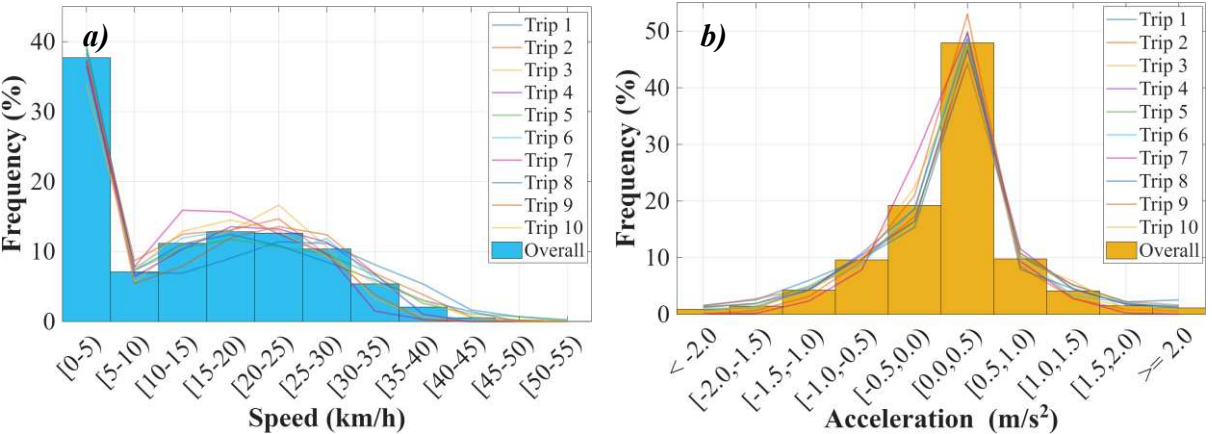 a)
Frequency (%)
40
30
20
10
0
Trip 1
Trip 2
Trip 3
Trip 4
Trip 5
Trip 6
Trip 7
Trip 8
Trip 9
Trip 10
Overall
[0-5)
[5-10)
[10-15)
[15-20)
[20-25)
[25-30)
[30-35)
[35-40)
[40-45)
[45-50)
[50-55)
Speed (km/h)
b)
Frequency (%)
50
40
30
20
10
0
Trip 1
Trip 2
Trip 3
Trip 4
Trip 5
Trip 6
Trip 7
Trip 8
Trip 9
Trip 10
Overall
< -2.0
[-2.0,-1.5)
[-1.5,-1.0)
[-1.0,-0.5)
[-0.5,0.0)
[0.0,0.5)
[0.5,1.0)
[1.0,1.5)
[1.5,2.0)
>= 2.0
Acceleration (m/s²)